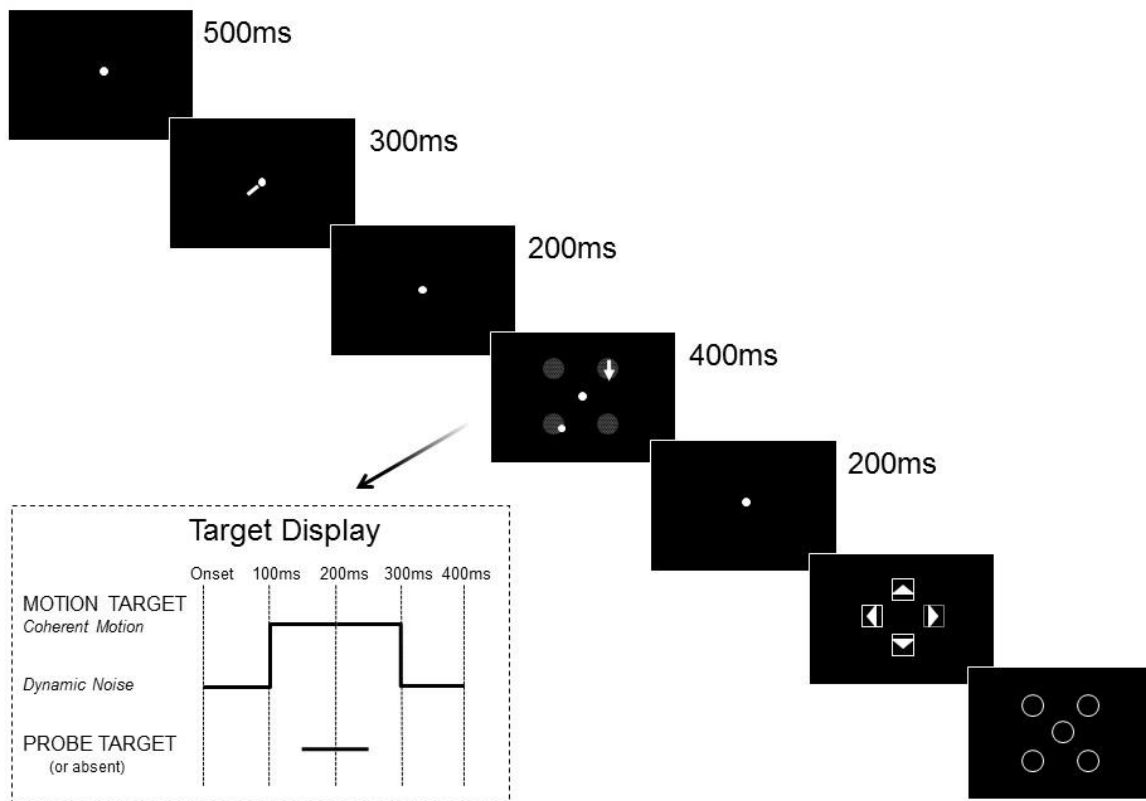 500ms
300ms
200ms
400ms
200ms
Target Display
Onset 100ms 200ms 300ms 400ms
MOTION TARGET
Coherent Motion
Dynamic Noise
PROBE TARGET
(or absent)